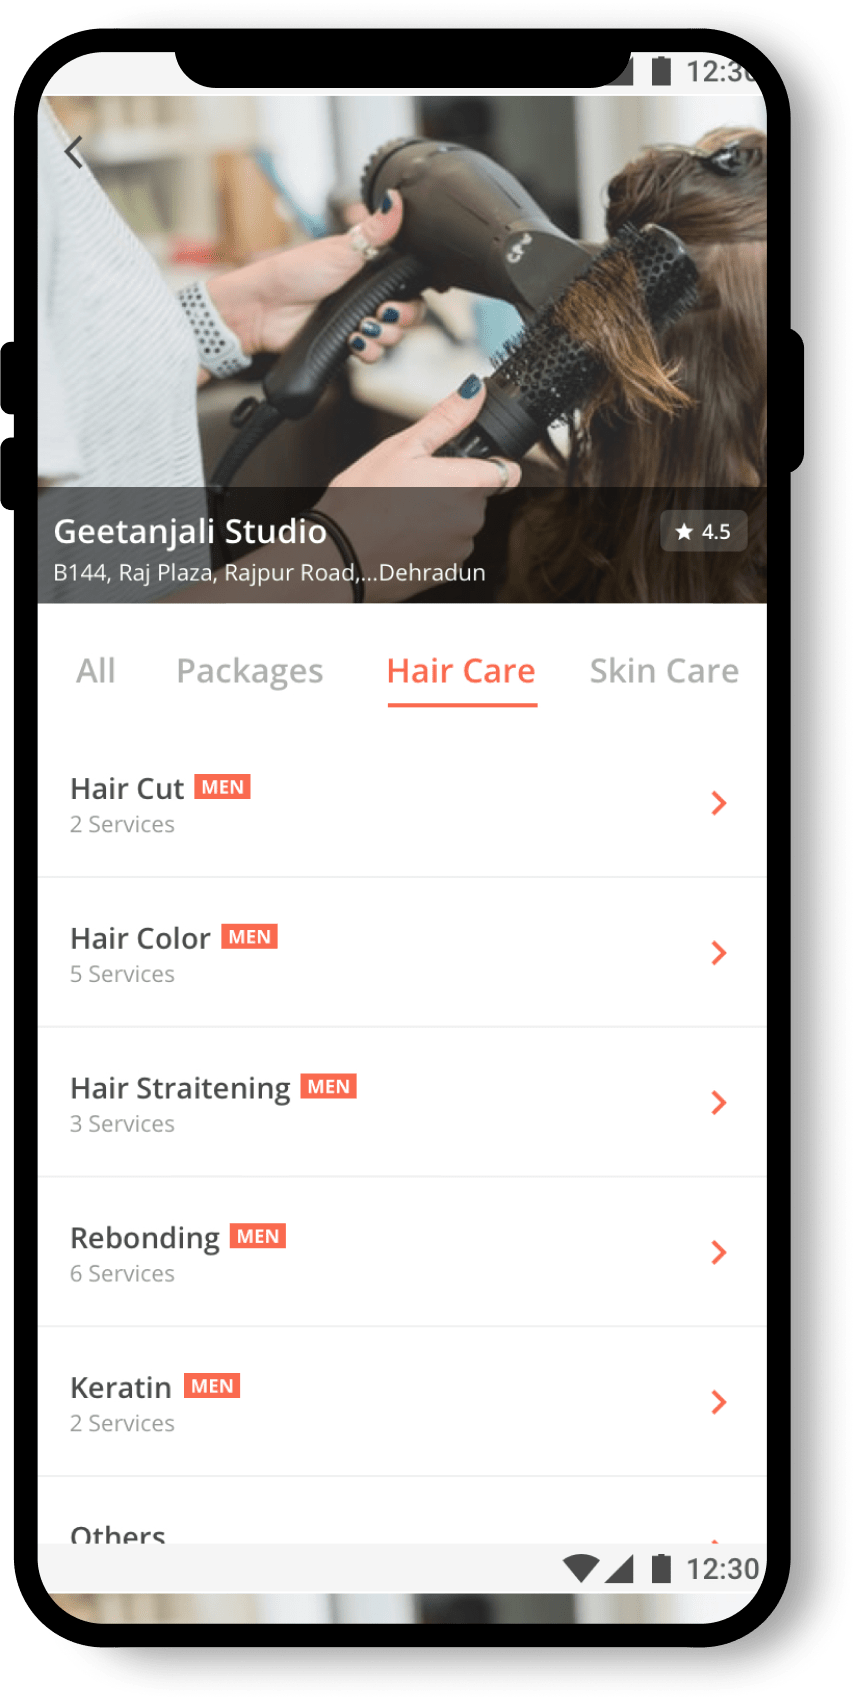 12:30
Geetanjali Studio
4.5
B144, Raj Plaza, Rajpur Road,...Dehradun
All Packages Hair Care Skin Care
Hair Cut MEN
2 Services
Hair Color MEN
5 Services
Hair Straitening MEN
3 Services
Rebonding MEN
6 Services
Keratin MEN
2 Services
Others
12:30